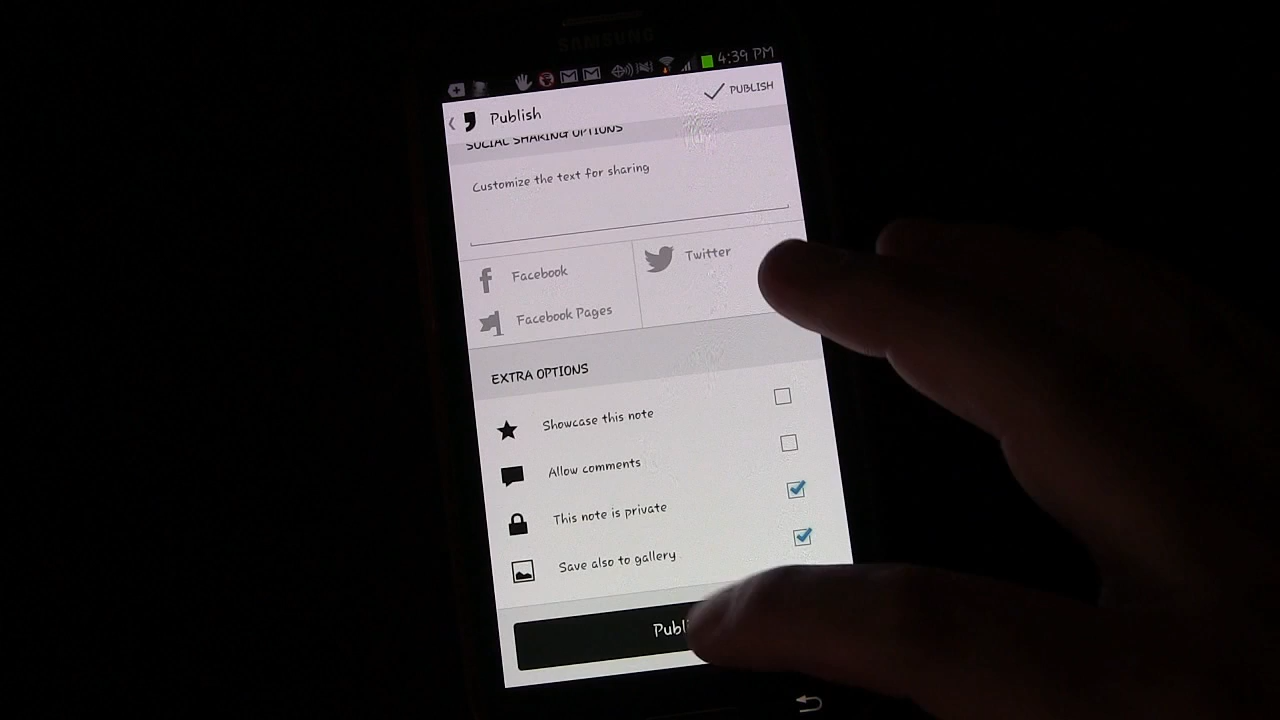 SAMSUNG
4:39 PM
Publish
PUBLISH
SOCIAL SHARING OPTIONS
Customize the text for sharing
Facebook
Twitter
Facebook Pages
EXTRA OPTIONS
Showcase this note
Allow comments
This note is private
Save also to gallery